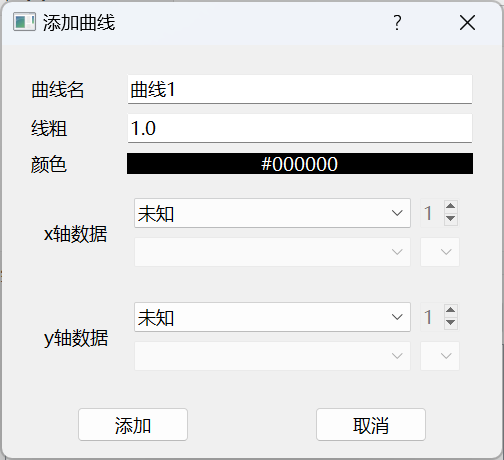 添加曲线
曲线名 曲线1
线粗 1.0
颜色 #000000
未知 1
x轴数据
未知 1
y轴数据
添加 取消